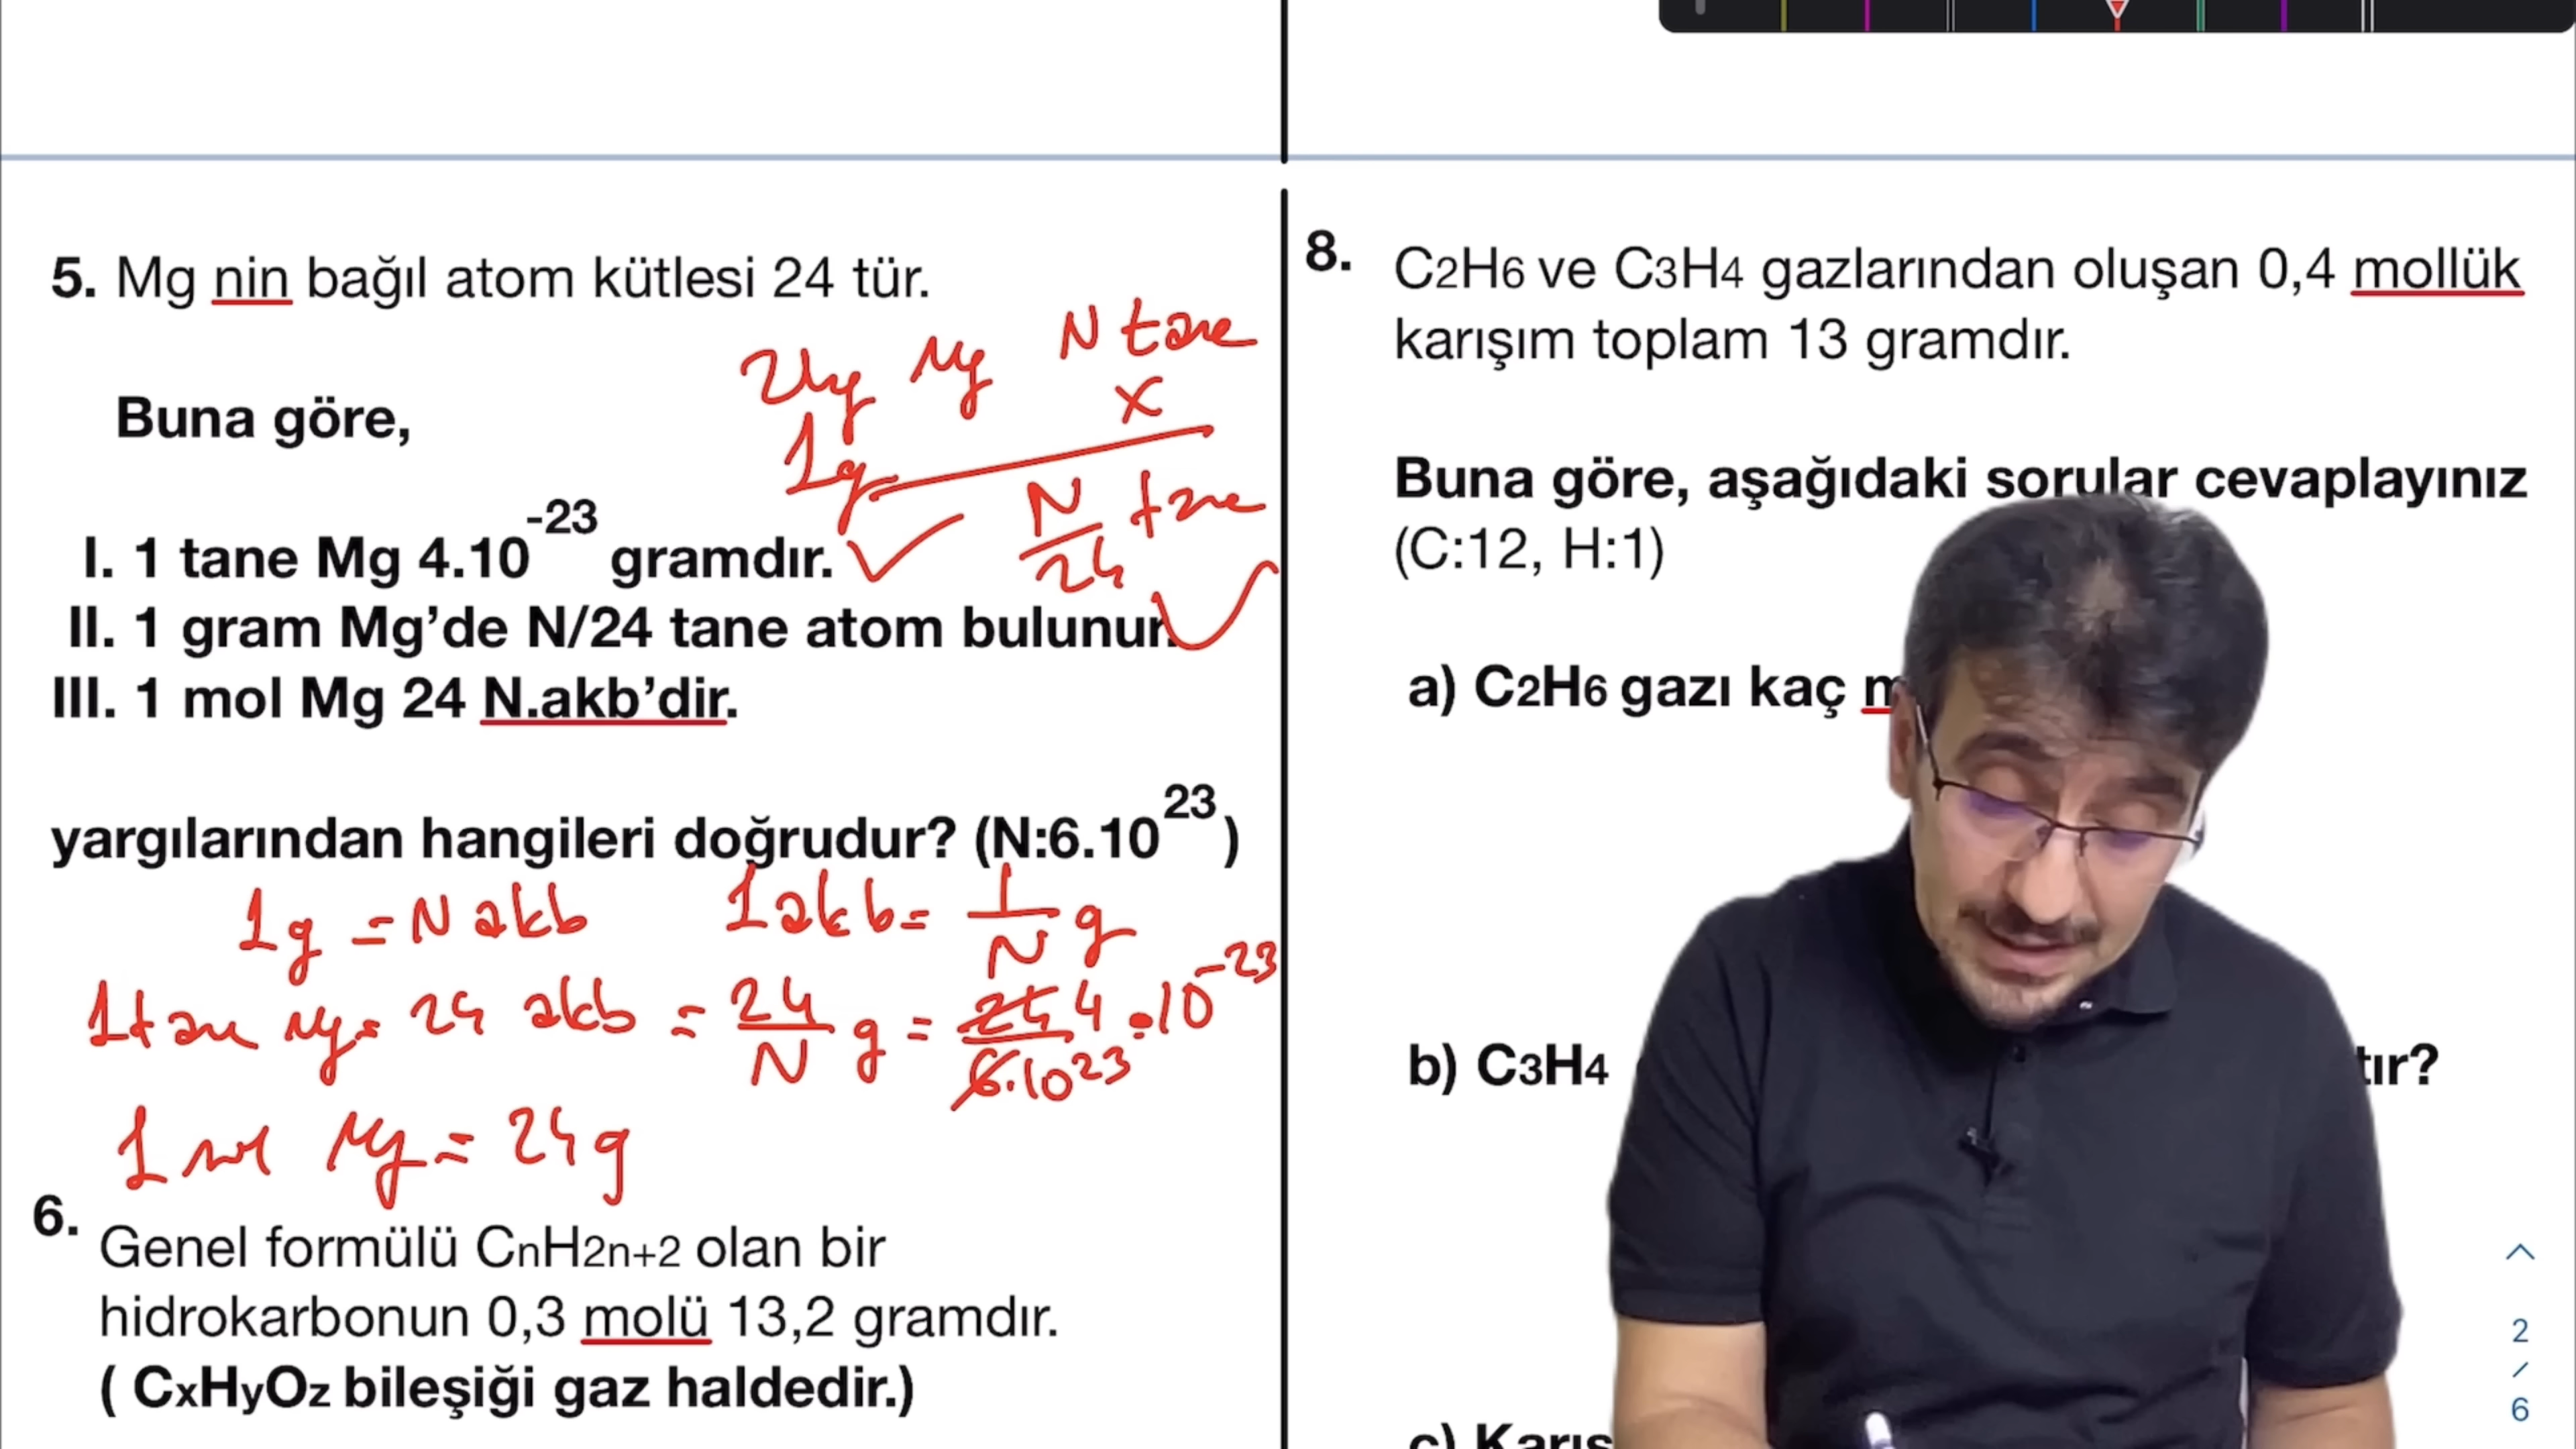 5. Mg nin bağıl atom kütlesi 24 tür.
24g Mg N tane
1g x
N/24 tane
Buna göre,
I. 1 tane Mg 4.10^-23 gramdır. ✓
II. 1 gram Mg’de N/24 tane atom bulunur. ✓
III. 1 mol Mg 24 N.akb’dir.
yargılarından hangileri doğrudur? (N:6.10^23)
1g = N akb 1 akb = 1/N g
1 tane Mg = 24 akb = 24/N g = 24/6.10^23 4.10^-23
1 mol Mg = 24g
6. Genel formülü CnH2n+2 olan bir
hidrokarbonun 0,3 molü 13,2 gramdır.
( CxHyOz bileşiği gaz haldedir.)
8. C2H6 ve C3H4 gazlarından oluşan 0,4 mollük
karışım toplam 13 gramdır.
Buna göre, aşağıdaki sorular cevaplayınız
(C:12, H:1)
a) C2H6 gazı kaç
b) C3H4 tır?
c)
2
/
6